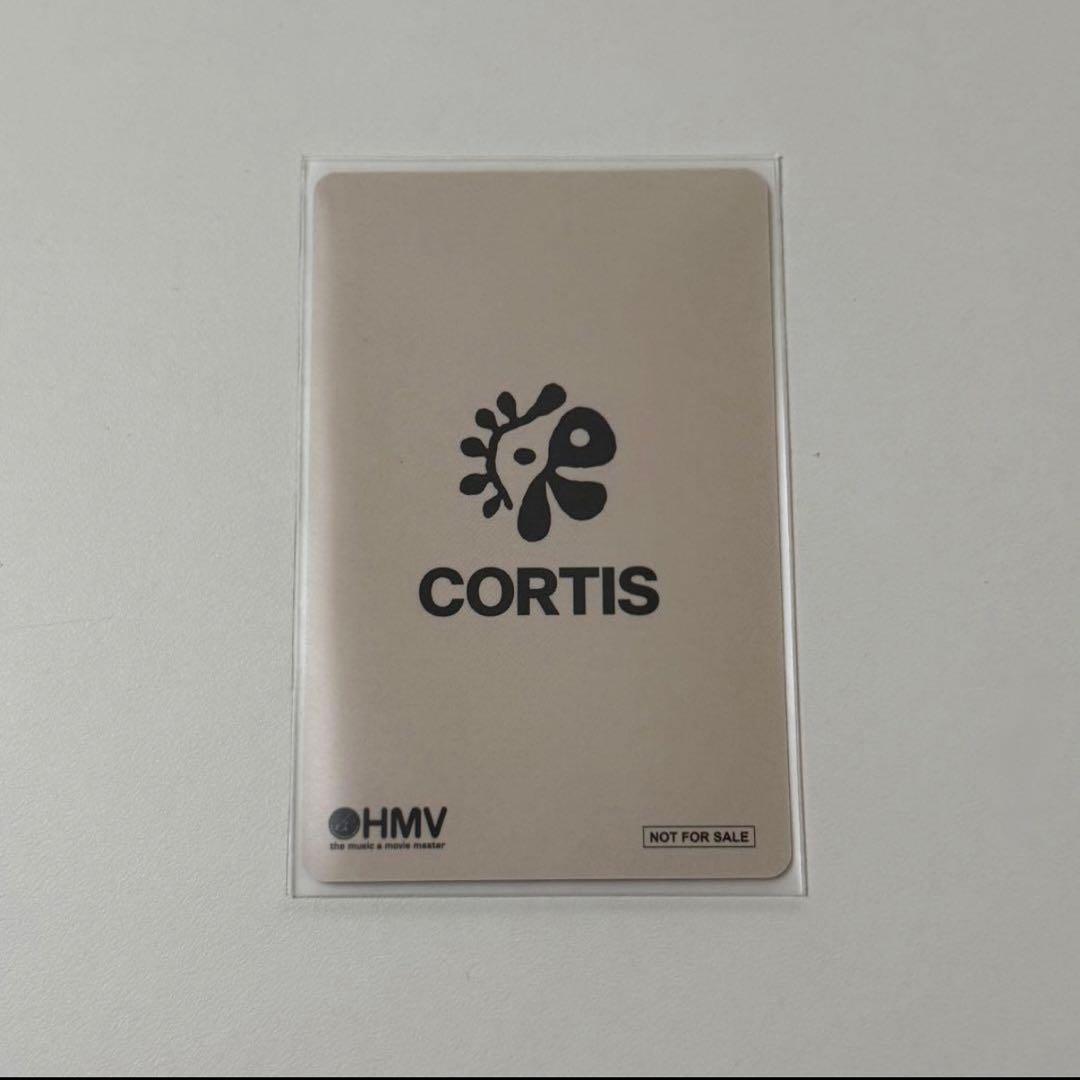 CORTIS
HMV
the music & movie master
NOT FOR SALE